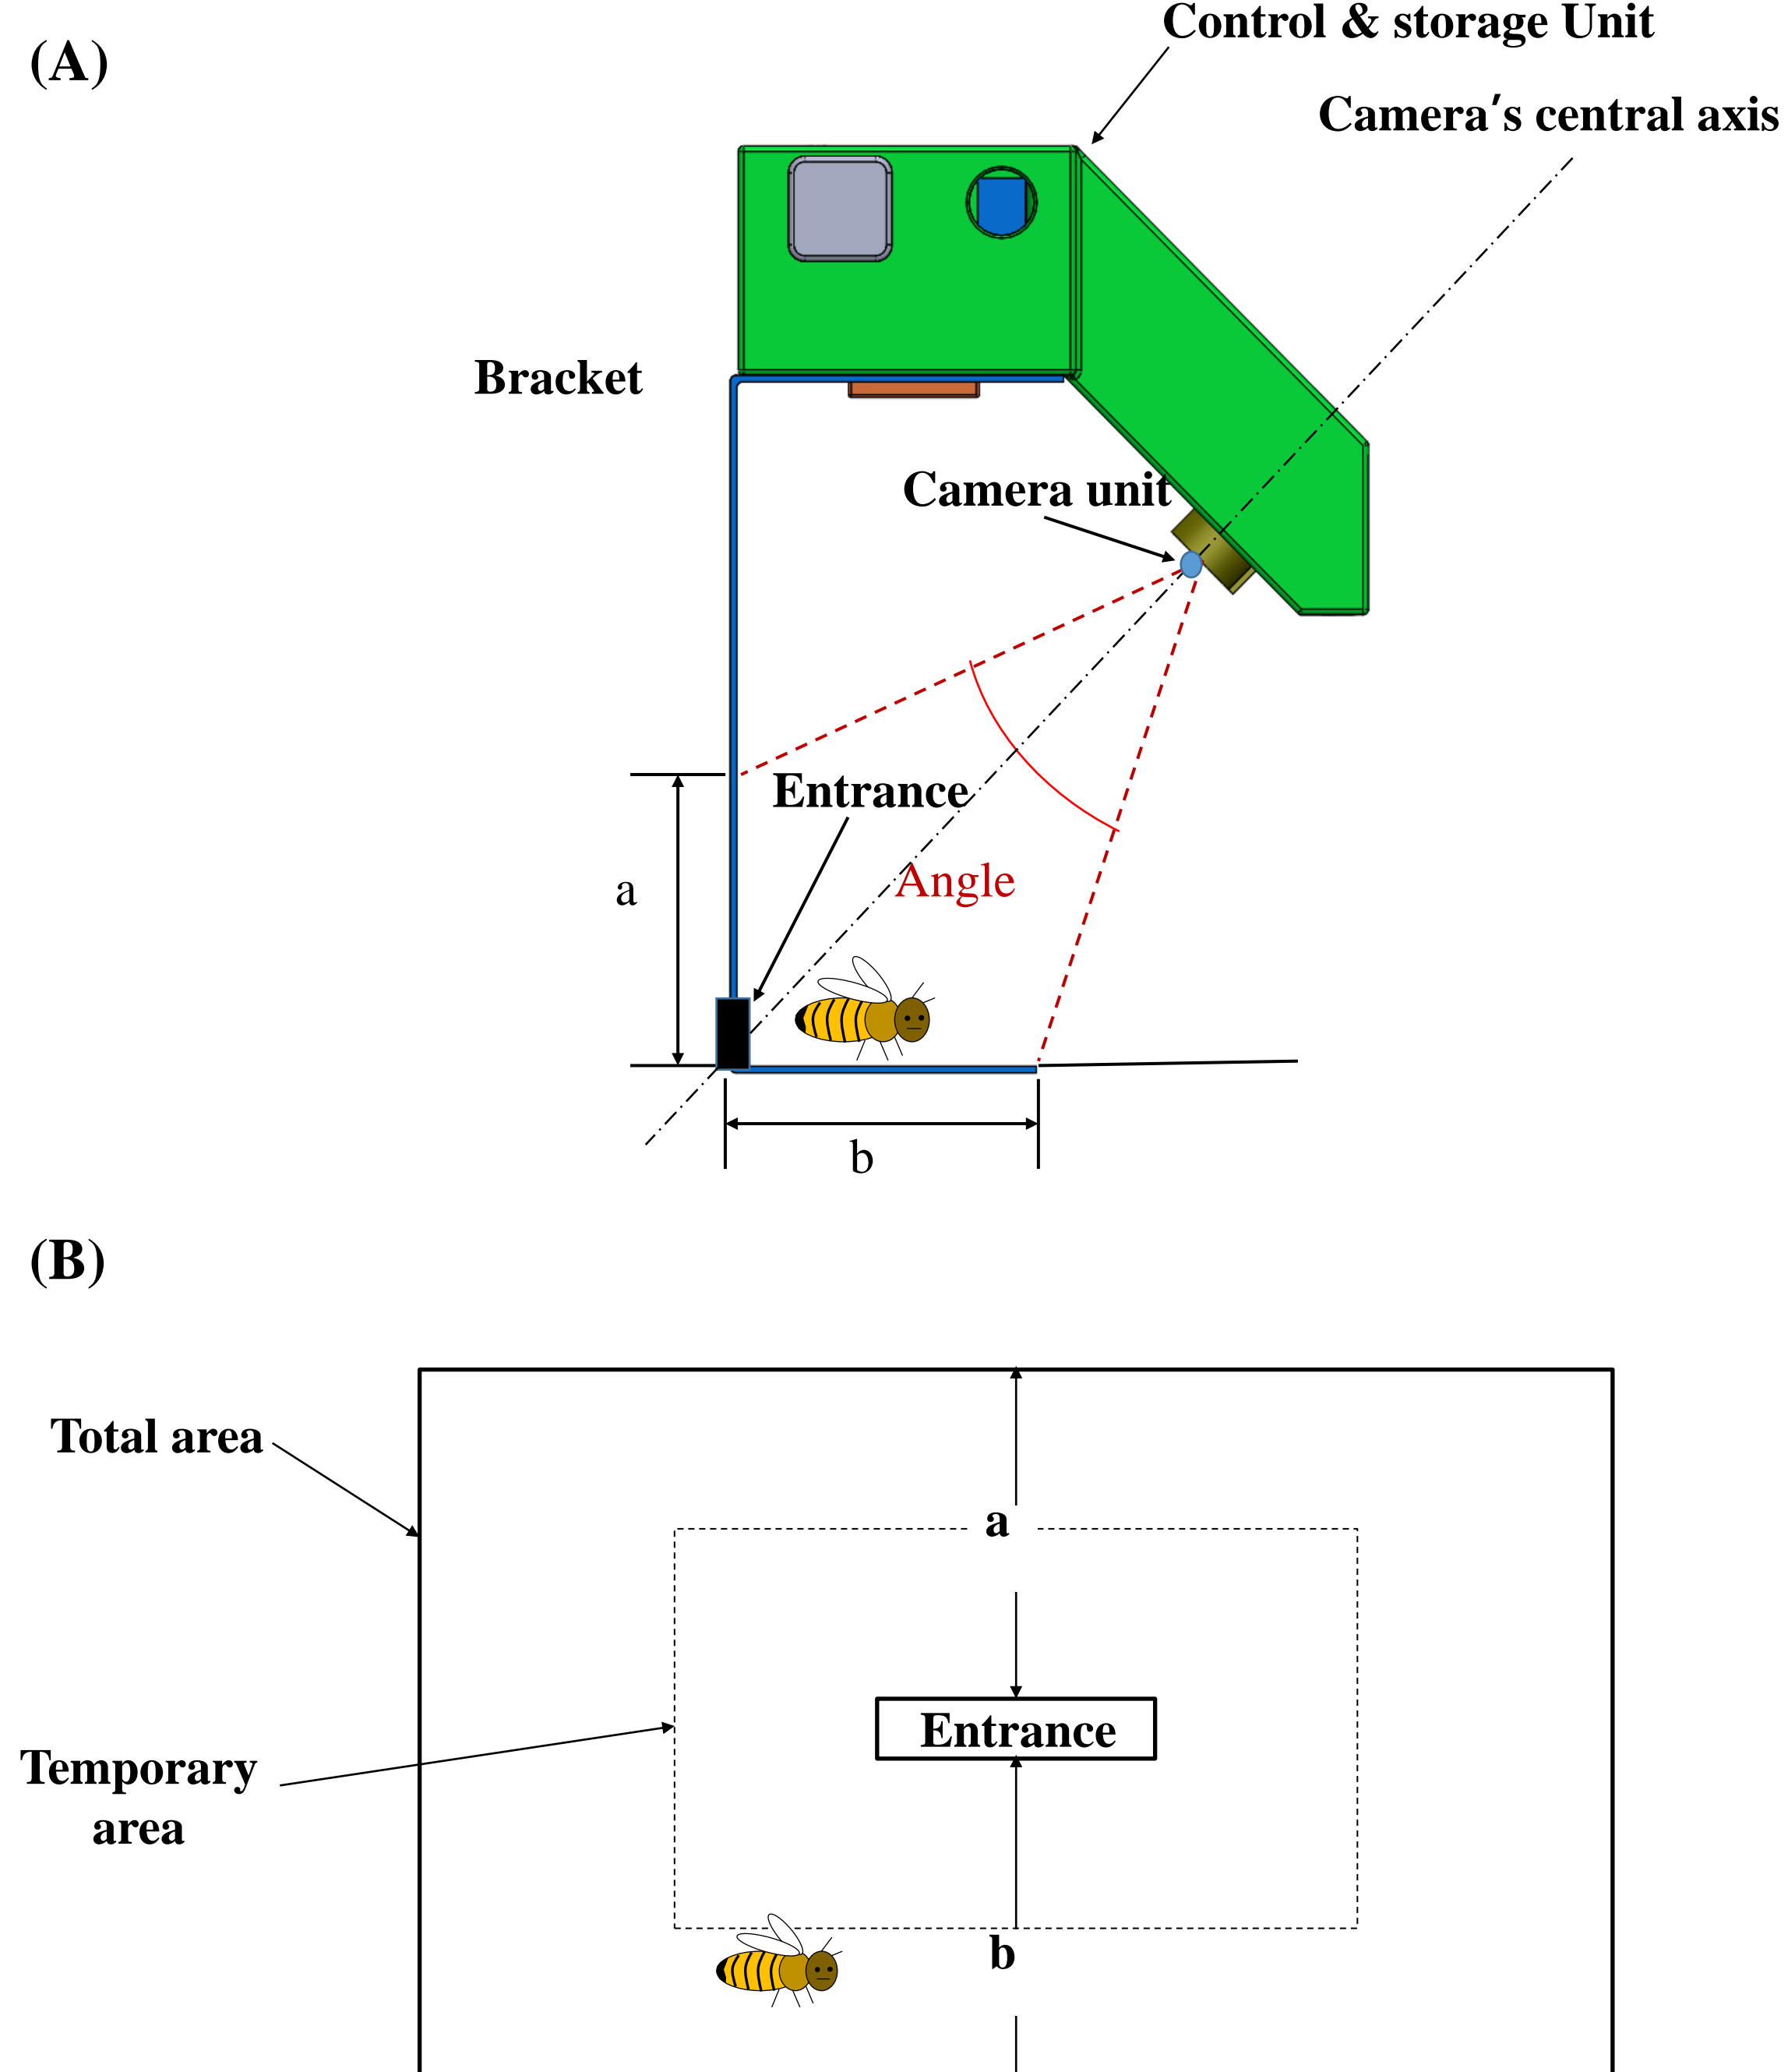 (A)
Control & storage Unit
Camera's central axis
Bracket
Camera unit
Entrance
a
Angle
b
(B)
Total area
a
Entrance
Temporary
area
b